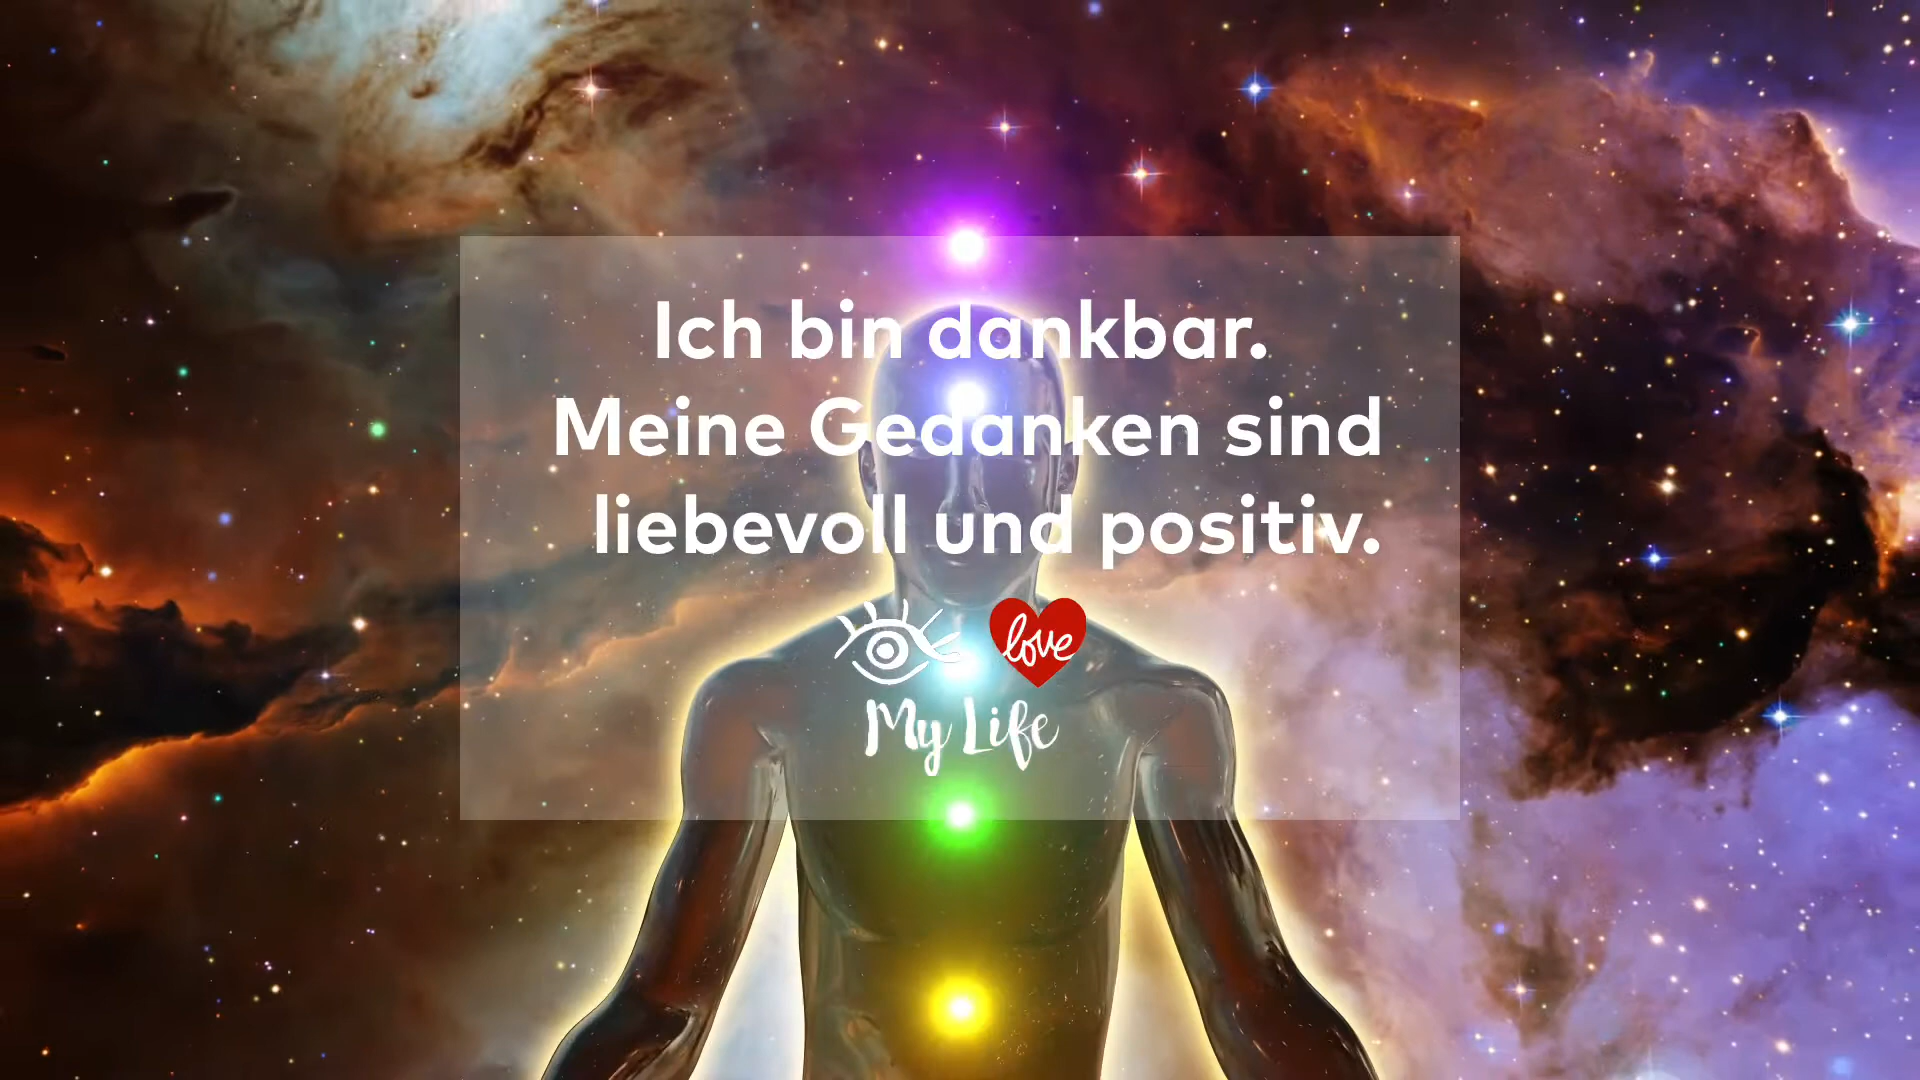 Ich bin dankbar.
Meine Gedanken sind
liebevoll und positiv.
love
My Life